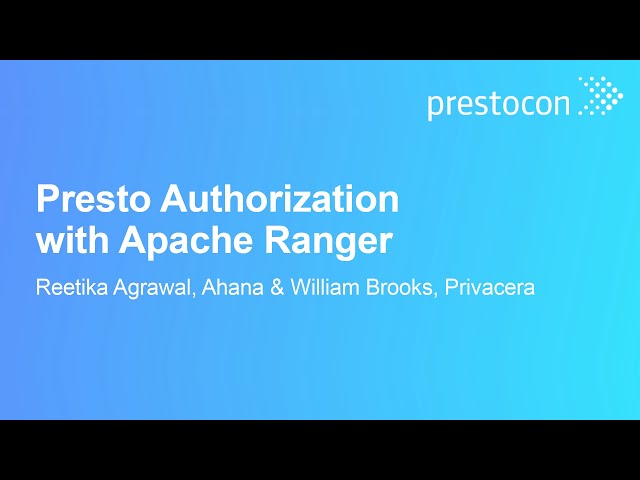 prestocon
Presto Authorization
with Apache Ranger
Reetika Agrawal, Ahana & William Brooks, Privacera